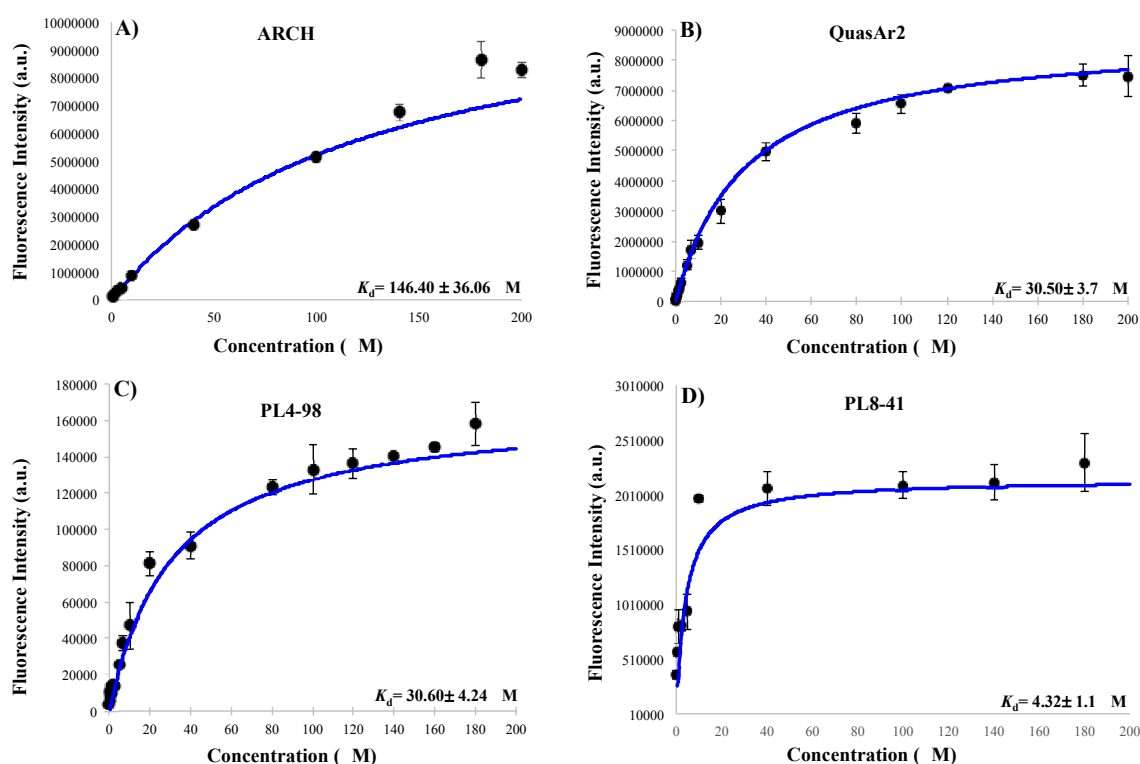 A)
ARCH
Fluorescence Intensity (a.u.)
10000000
9000000
8000000
7000000
6000000
5000000
4000000
3000000
2000000
1000000
0
0 50 100 150 200
Kd= 146.40 ± 36.06 M
Concentration ( M)
B)
QuasAr2
Fluorescence Intensity (a.u.)
9000000
8000000
7000000
6000000
5000000
4000000
3000000
2000000
1000000
0
0 20 40 60 80 100 120 140 160 180 200
Kd= 30.50± 3.7 M
Concentration ( M)
C)
PL4-98
Fluorescence Intensity (a.u.)
180000
160000
140000
120000
100000
80000
60000
40000
20000
0
0 20 40 60 80 100 120 140 160 180 200
Kd= 30.60± 4.24 M
Concentration ( M)
D)
PL8-41
Fluorescence Intensity (a.u.)
3010000
2510000
2010000
1510000
1010000
510000
10000
0 20 40 60 80 100 120 140 160 180 200
Kd= 4.32± 1.1 M
Concentration ( M)